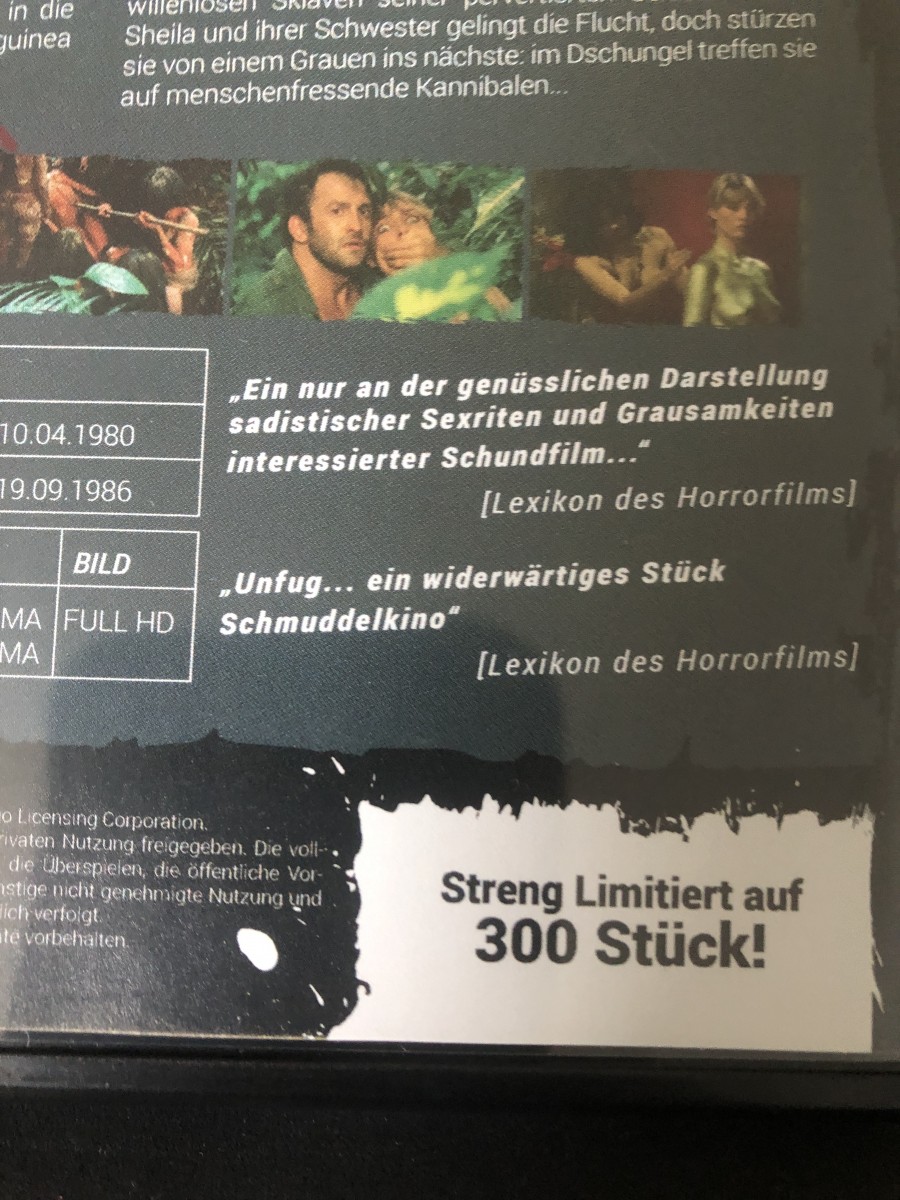 in die
guinea
willenlosen Sklaven seiner
Sheila und ihrer Schwester gelingt die Flucht, doch stürzen
sie von einem Grauen ins nächste: im Dschungel treffen sie
auf menschenfressende Kannibalen...
10.04.1980
19.09.1986
BILD
MA
MA
FULL HD
„Ein nur an der genüsslichen Darstellung
sadistischer Sexriten und Grausamkeiten
interessierter Schundfilm...“
[Lexikon des Horrorfilms]
„Unfug... ein widerwärtiges Stück
Schmuddelkino“
[Lexikon des Horrorfilms]
o Licensing Corporation.
rivaten Nutzung freigegeben. Die voll-
die Überspielen, die öffentliche Vor-
nstige nicht genehmigte Nutzung und
lich verfolgt.
te vorbehalten.
Streng Limitiert auf
300 Stück!